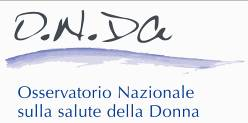 O.N.Da
Osservatorio Nazionale
sulla salute della Donna